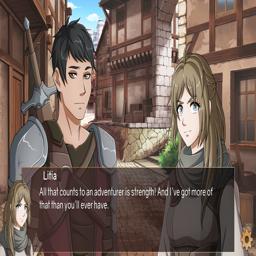 Litia
All that counts to an adventurer is strength! And I've got more of
that than you'll ever have.